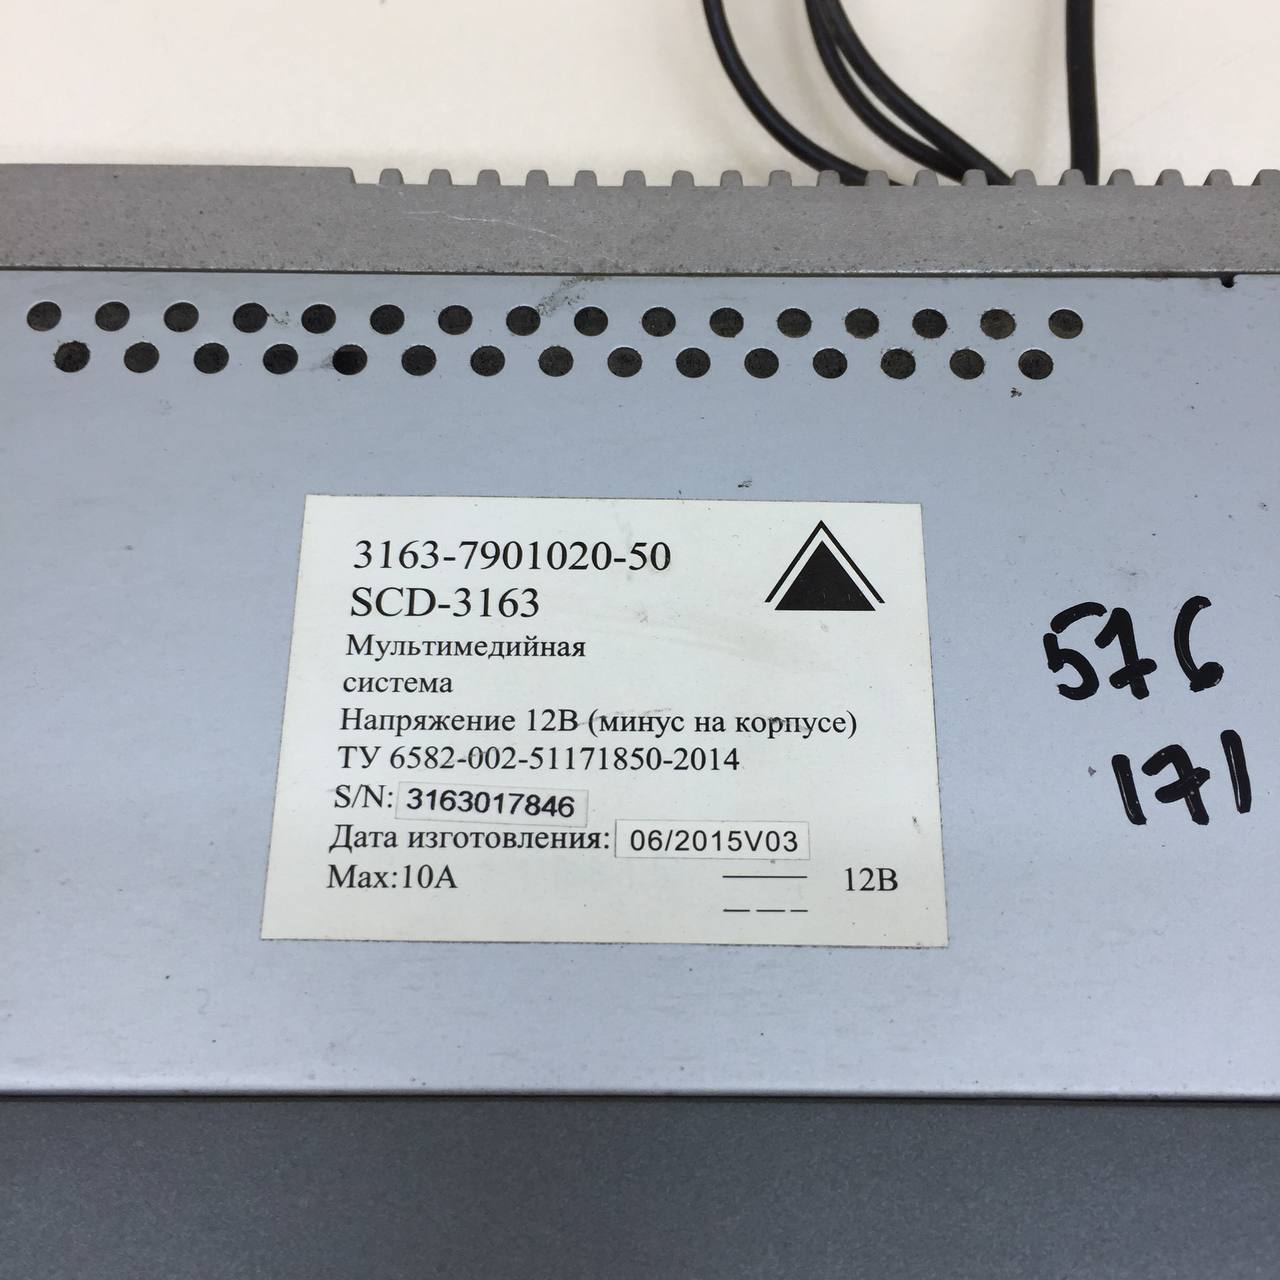 3163-7901020-50
SCD-3163
Мультимедийная
система
Напряжение 12В (минус на корпусе)
ТУ 6582-002-51171850-2014
S/N: 3163017846
Дата изготовления: 06/2015V03
Max:10A 12В
576
171